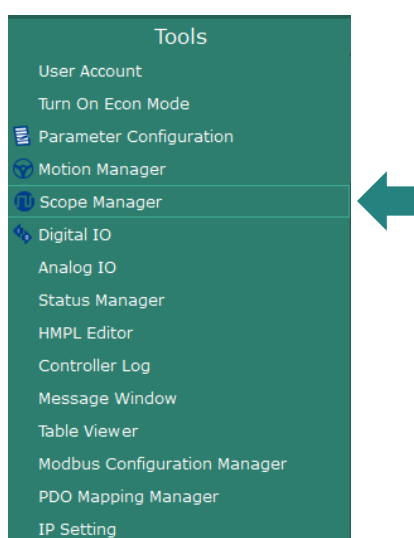 Tools
User Account
Turn On Econ Mode
Parameter Configuration
Motion Manager
Scope Manager
Digital IO
Analog IO
Status Manager
HMPL Editor
Controller Log
Message Window
Table Viewer
Modbus Configuration Manager
PDO Mapping Manager
IP Setting